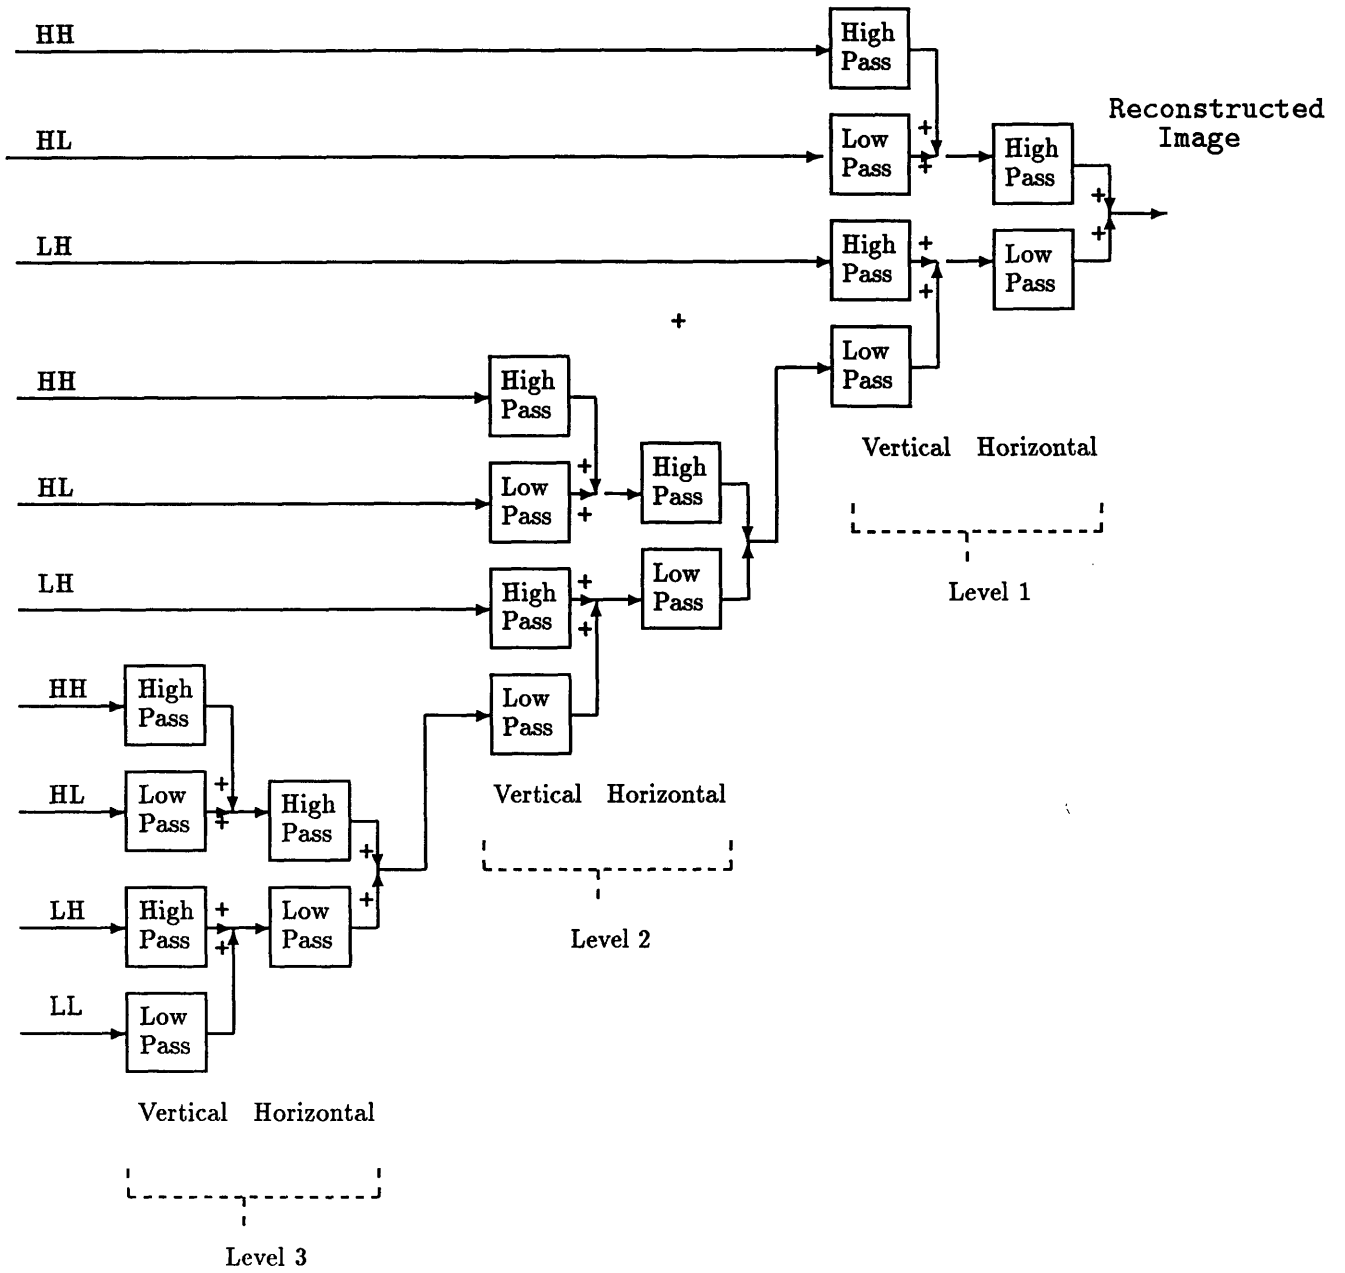 HH
High
Pass
HL
Low
Pass
+
+
High
Pass
Reconstructed
Image
+
+
LH
High
Pass
+
+
Low
Pass
+
Low
Pass
Vertical Horizontal
Level 1
HH
High
Pass
HL
Low
Pass
+
+
High
Pass
LH
High
Pass
+
+
Low
Pass
Low
Pass
Vertical Horizontal
Level 2
HH
High
Pass
HL
Low
Pass
+
+
High
Pass
+
+
LH
High
Pass
+
+
Low
Pass
LL
Low
Pass
Vertical Horizontal
Level 3